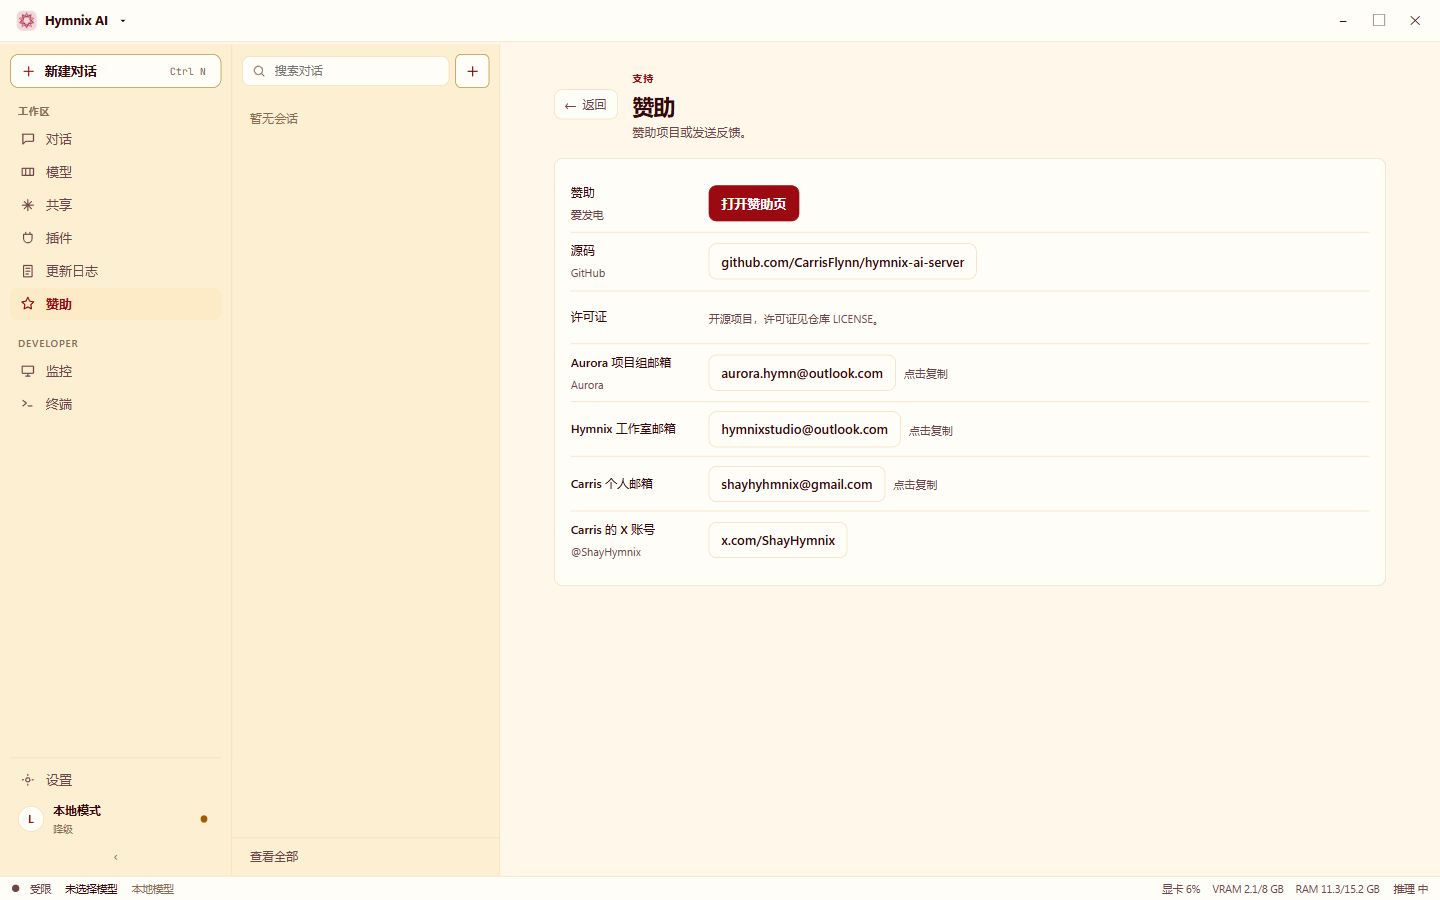 Hymnix AI
新建对话 Ctrl N
工作区
对话
模型
共享
插件
更新日志
赞助
DEVELOPER
监控
终端
设置
L
本地模式
降级
搜索对话
暂无会话
查看全部
← 返回
支持
赞助
赞助项目或发送反馈。
赞助
爱发电
打开赞助页
源码
GitHub
github.com/CarrisFlynn/hymnix-ai-server
许可证
开源项目，许可证见仓库 LICENSE。
Aurora 项目组邮箱
Aurora
aurora.hymn@outlook.com 点击复制
Hymnix 工作室邮箱
hymnixstudio@outlook.com 点击复制
Carris 个人邮箱
shayhyhmnix@gmail.com 点击复制
Carris 的 X 账号
@ShayHymnix
x.com/ShayHymnix
受限 未选择模型 本地模型
显卡 6% VRAM 2.1/8 GB RAM 11.3/15.2 GB 推理 中